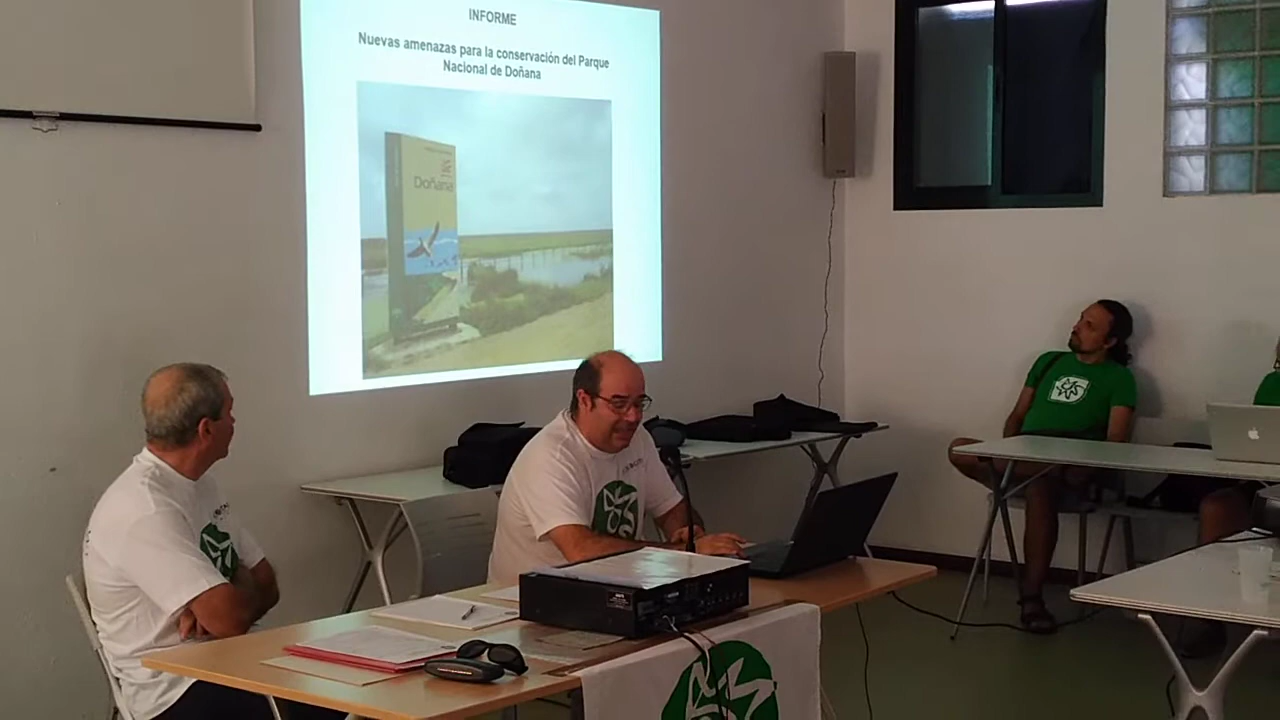 INFORME
Nuevas amenazas para la conservación del Parque
Nacional de Doñana
Doñana